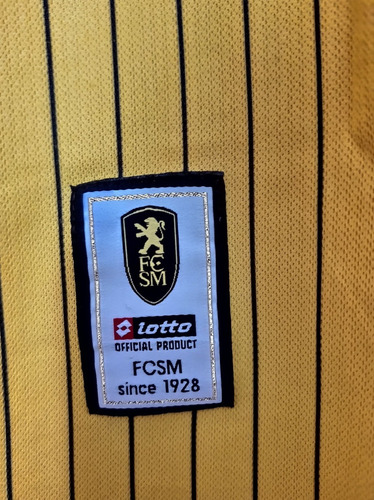 FC
SM
lotto
OFFICIAL PRODUCT
FCSM
since 1928